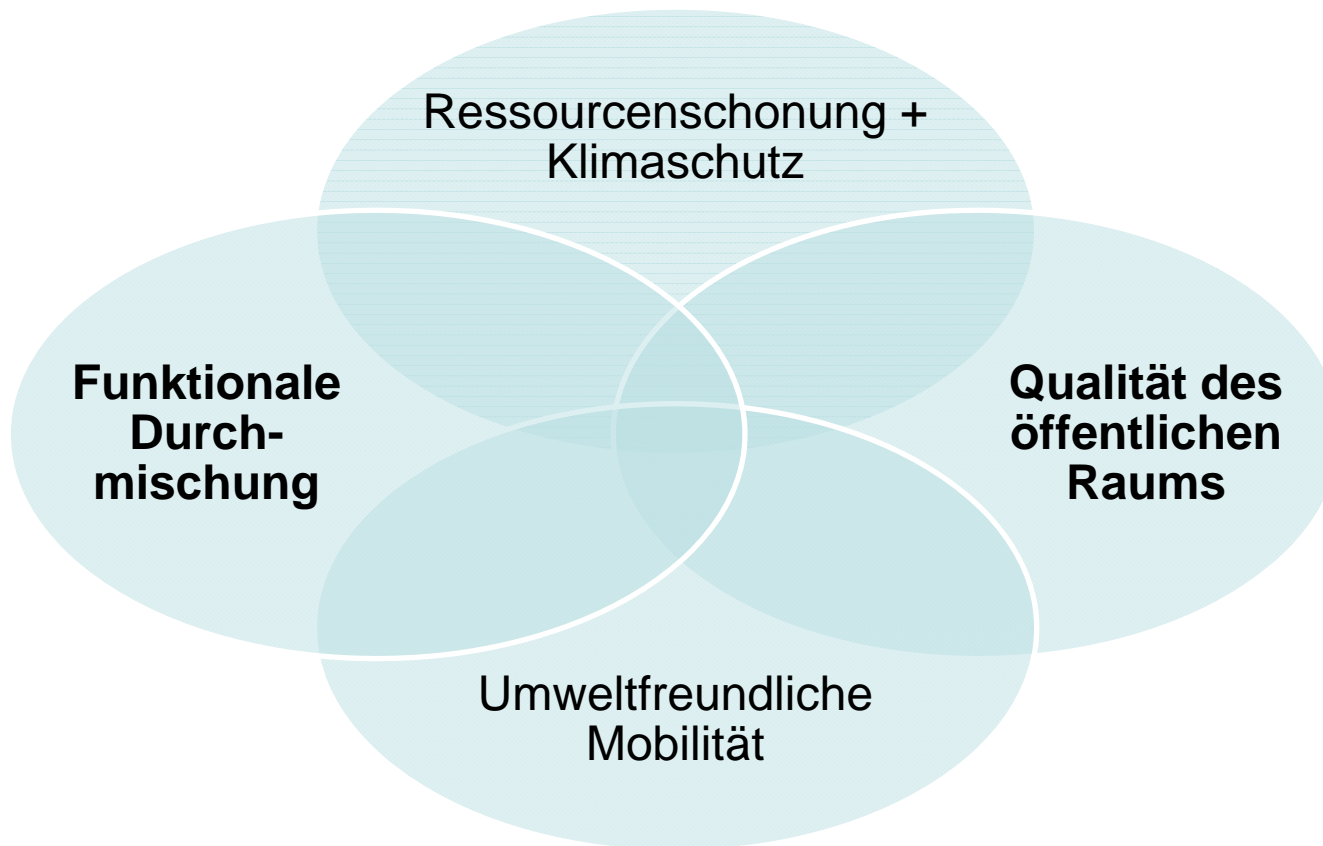 Ressourcenschonung +
Klimaschutz
Funktionale
Durch-
mischung
Qualität des
öffentlichen
Raums
Umweltfreundliche
Mobilität